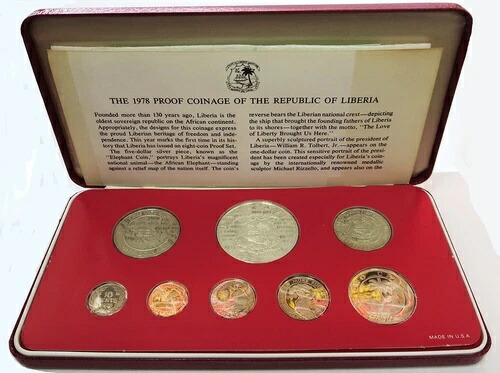 THE 1978 PROOF COINAGE OF THE REPUBLIC OF LIBERIA
Founded more than 130 years ago, Liberia is the
oldest sovereign republic on the African continent.
Appropriately, the designs for this coinage express
the proud Liberian heritage of freedom and inde-
pendence. This year marks the first time in its his-
tory that Liberia has issued an eight-coin Proof Set.
The five-dollar silver piece, known as the
"Elephant Coin," portrays Liberia's magnificent
national animal—the African Elephant—standing
against a relief map of the nation itself. The coin's
reverse bears the Liberian national crest—depicting
the ship that brought the founding fathers of Liberia
to its shores—together with the motto, "The Love
of Liberty Brought Us Here."
A superbly sculptured portrait of the president of
Liberia—William R. Tolbert, Jr.—appears on the
one-dollar coin. This sensitive portrait of the presi-
dent has been created especially for Liberia's coin-
age by the internationally renowned medallic
sculptor Michael Rizzello, and appears also on the
10
CENTS
MADE IN U.S.A.